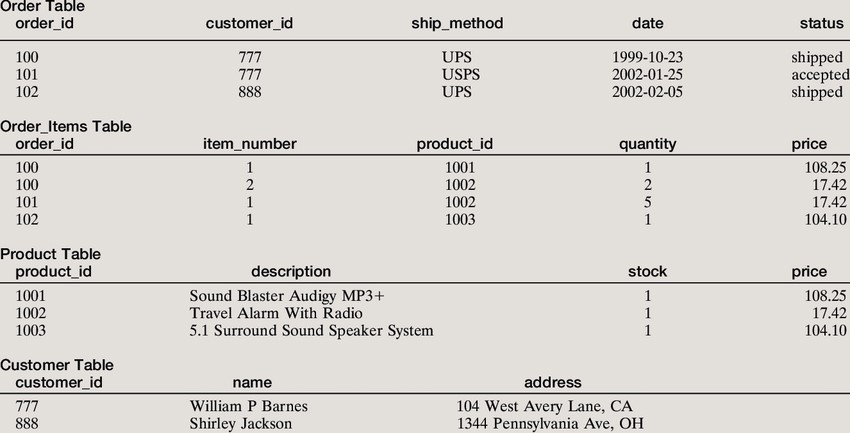 Order Table
order_id customer_id ship_method date status
100 777 UPS 1999-10-23 shipped
101 777 USPS 2002-01-25 accepted
102 888 UPS 2002-02-05 shipped
Order_Items Table
order_id item_number product_id quantity price
100 1 1001 1 108.25
100 2 1002 2 17.42
101 1 1002 5 17.42
102 1 1003 1 104.10
Product Table
product_id description stock price
1001 Sound Blaster Audigy MP3+ 1 108.25
1002 Travel Alarm With Radio 1 17.42
1003 5.1 Surround Sound Speaker System 1 104.10
Customer Table
customer_id name address
777 William P Barnes 104 West Avery Lane, CA
888 Shirley Jackson 1344 Pennsylvania Ave, OH